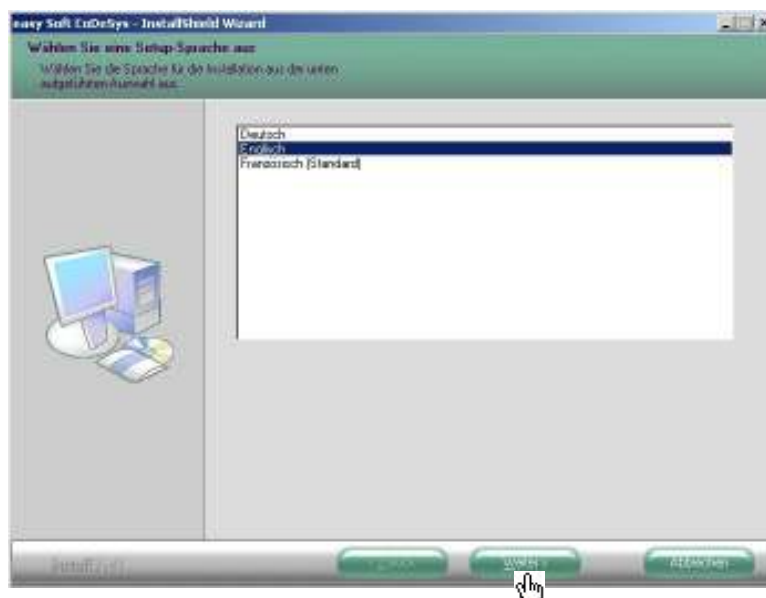 easy Soft CoDeSys - InstallShield Wizard
Wählen Sie eine Setup-Sprache aus
Wählen Sie die Sprache für die Installation aus der unten
aufgeführten Auswahl aus.
Deutsch
Englisch
Französisch (Standard)
Weiter >
Abbrechen